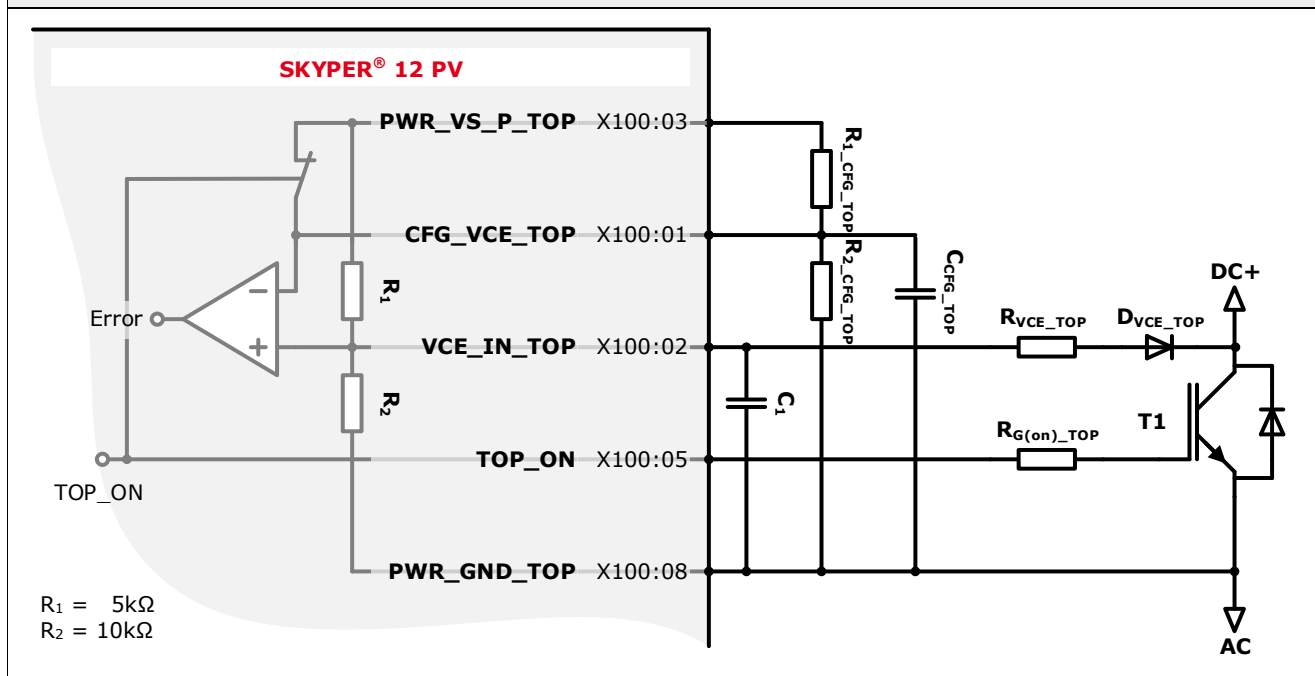 SKYPER® 12 PV
PWR_VS_P_TOP X100:03
R1_CFG_TOP
CFG_VCE_TOP X100:01
R2_CFG_TOP
CCFG_TOP
DC+
R1
Error
−
+
VCE_IN_TOP X100:02
RVCE_TOP
DVCE_TOP
R2
C1
T1
RG(on)_TOP
TOP_ON X100:05
TOP_ON
PWR_GND_TOP X100:08
R1 = 5kΩ
R2 = 10kΩ
AC